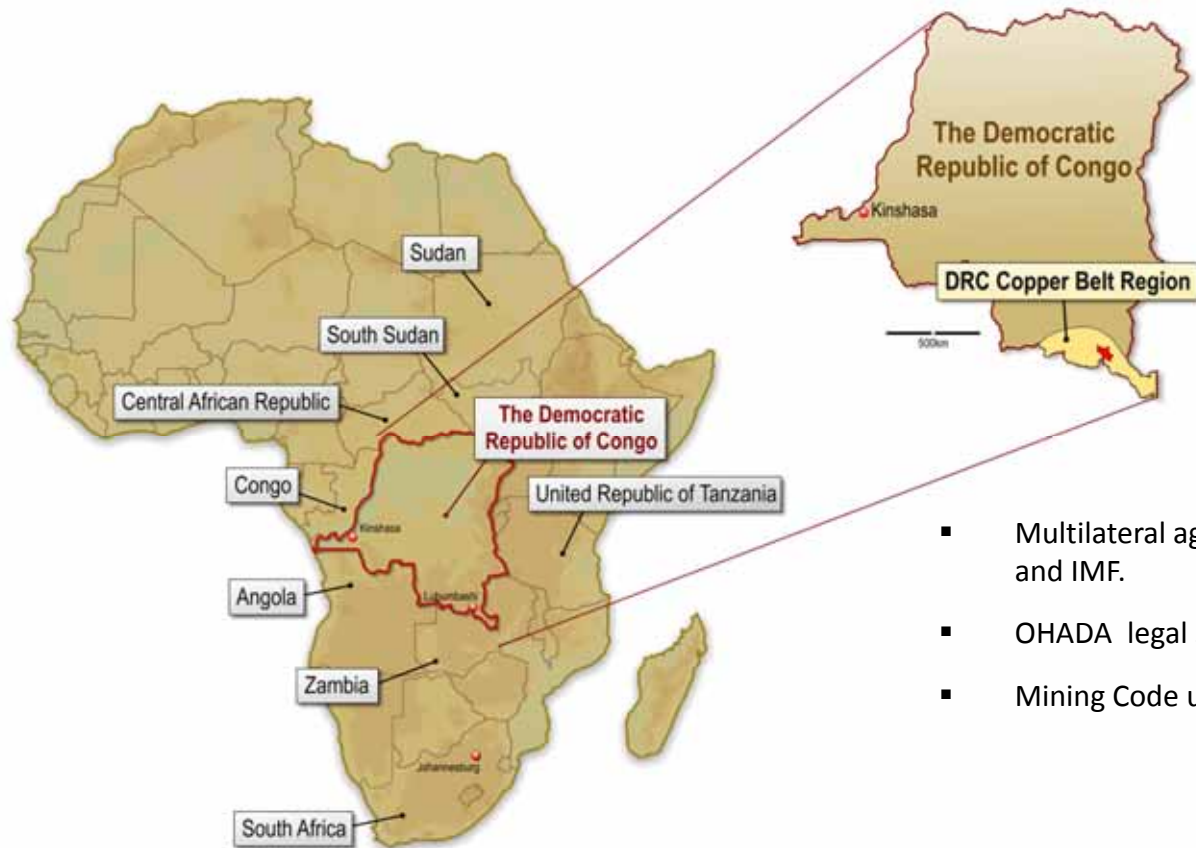 Sudan
South Sudan
Central African Republic
The Democratic
Republic of Congo
Congo
United Republic of Tanzania
Kinshasa
Angola
Lubumbashi
Zambia
Johannesburg
South Africa
The Democratic
Republic of Congo
Kinshasa
DRC Copper Belt Region
500km
▪ Multilateral ag
and IMF.
▪ OHADA legal
▪ Mining Code u